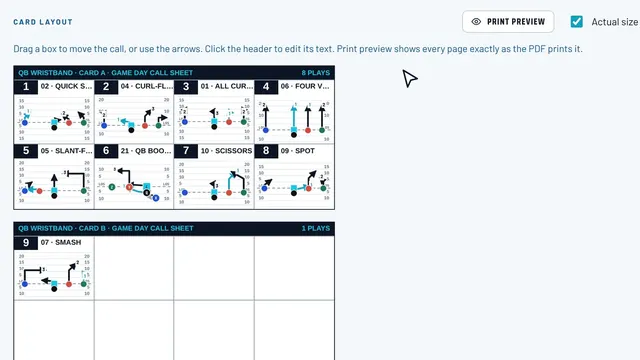 CARD LAYOUT
PRINT PREVIEW
Actual size
Drag a box to move the call, or use the arrows. Click the header to edit its text. Print preview shows every page exactly as the PDF prints it.
QB WRISTBAND · CARD A · GAME DAY CALL SHEET 8 PLAYS
1 02 · QUICK S...
2 04 · CURL-FL...
3 01 · ALL CUR...
4 06 · FOUR V...
5 05 · SLANT-F...
6 21 · QB BOO...
7 10 · SCISSORS
8 09 · SPOT
QB WRISTBAND · CARD B · GAME DAY CALL SHEET 1 PLAYS
9 07 · SMASH